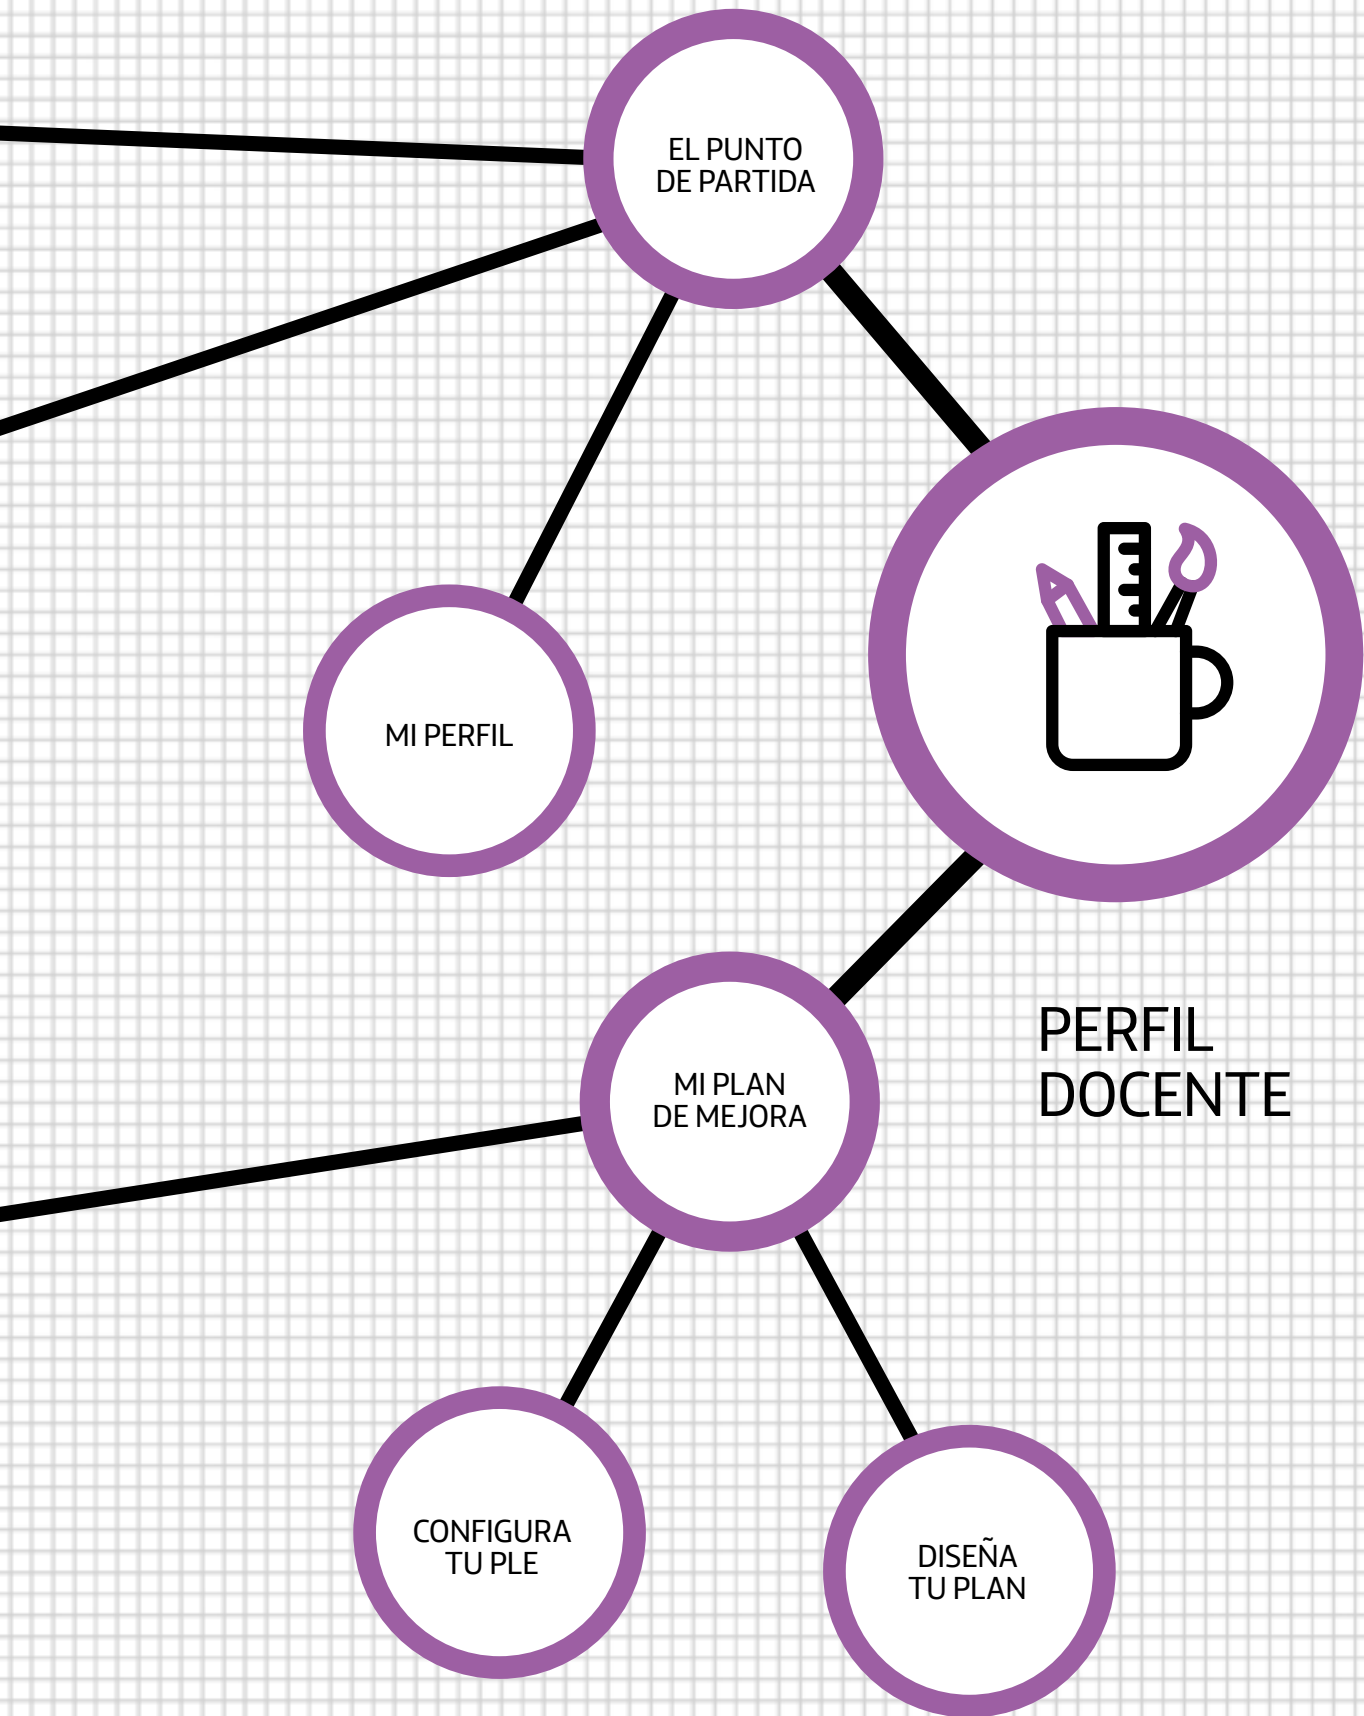 EL PUNTO
DE PARTIDA
MI PERFIL
PERFIL
DOCENTE
MI PLAN
DE MEJORA
CONFIGURA
TU PLE
DISEÑA
TU PLAN